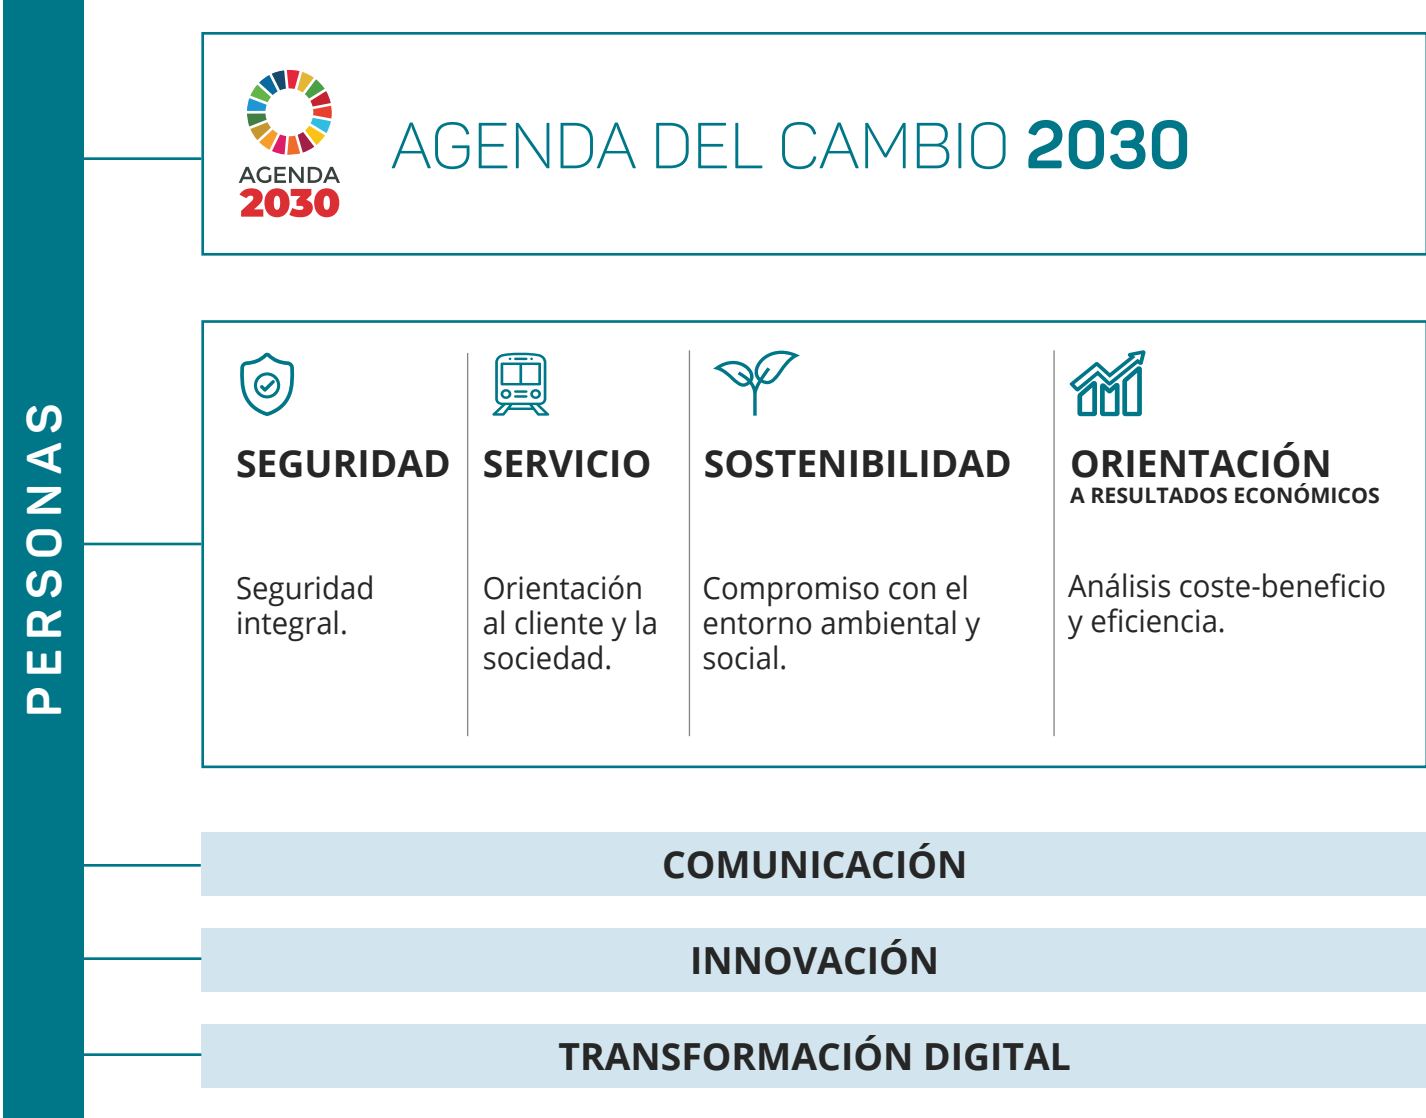 PERSONAS
AGENDA
2030
AGENDA DEL CAMBIO 2030
SEGURIDAD
Seguridad
integral.
SERVICIO
Orientación
al cliente y la
sociedad.
SOSTENIBILIDAD
Compromiso con el
entorno ambiental y
social.
ORIENTACIÓN
A RESULTADOS ECONÓMICOS
Análisis coste-beneficio
y eficiencia.
COMUNICACIÓN
INNOVACIÓN
TRANSFORMACIÓN DIGITAL